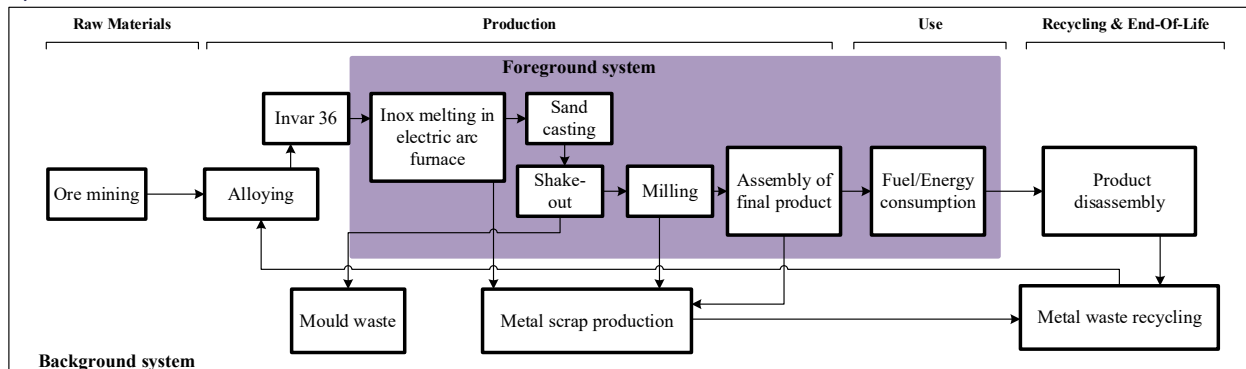 Raw Materials
Production
Use
Recycling & End-Of-Life
Foreground system
Invar 36
Inox melting in
electric arc
furnace
Sand
casting
Ore mining
Alloying
Shake-
out
Milling
Assembly of
final product
Fuel/Energy
consumption
Product
disassembly
Mould waste
Metal scrap production
Metal waste recycling
Background system